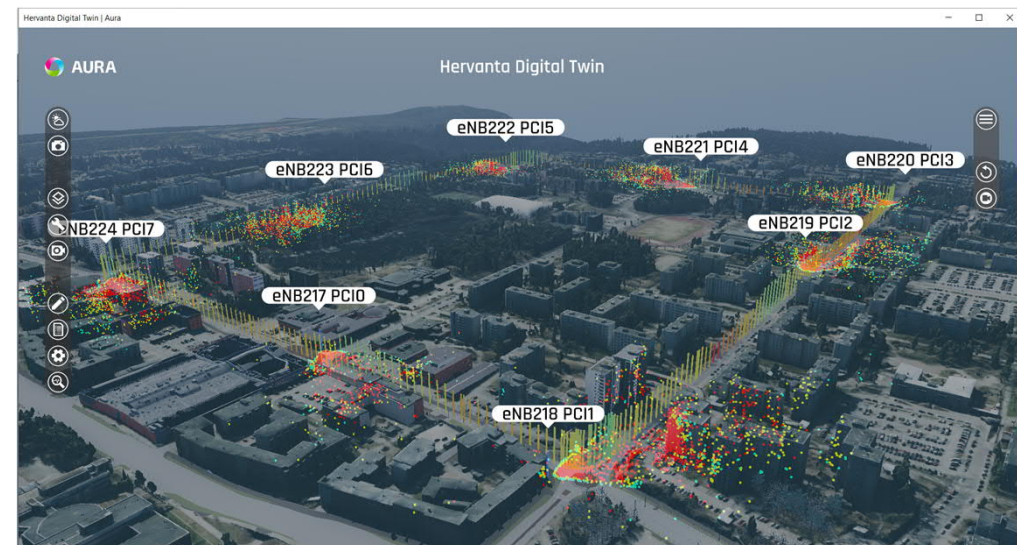 Hervanta Digital Twin | Aura
AURA
Hervanta Digital Twin
eNB222 PCI5
eNB221 PCI4
eNB220 PCI3
eNB223 PCI6
eNB219 PCI2
NB224 PCI7
eNB217 PCI0
eNB218 PCI1